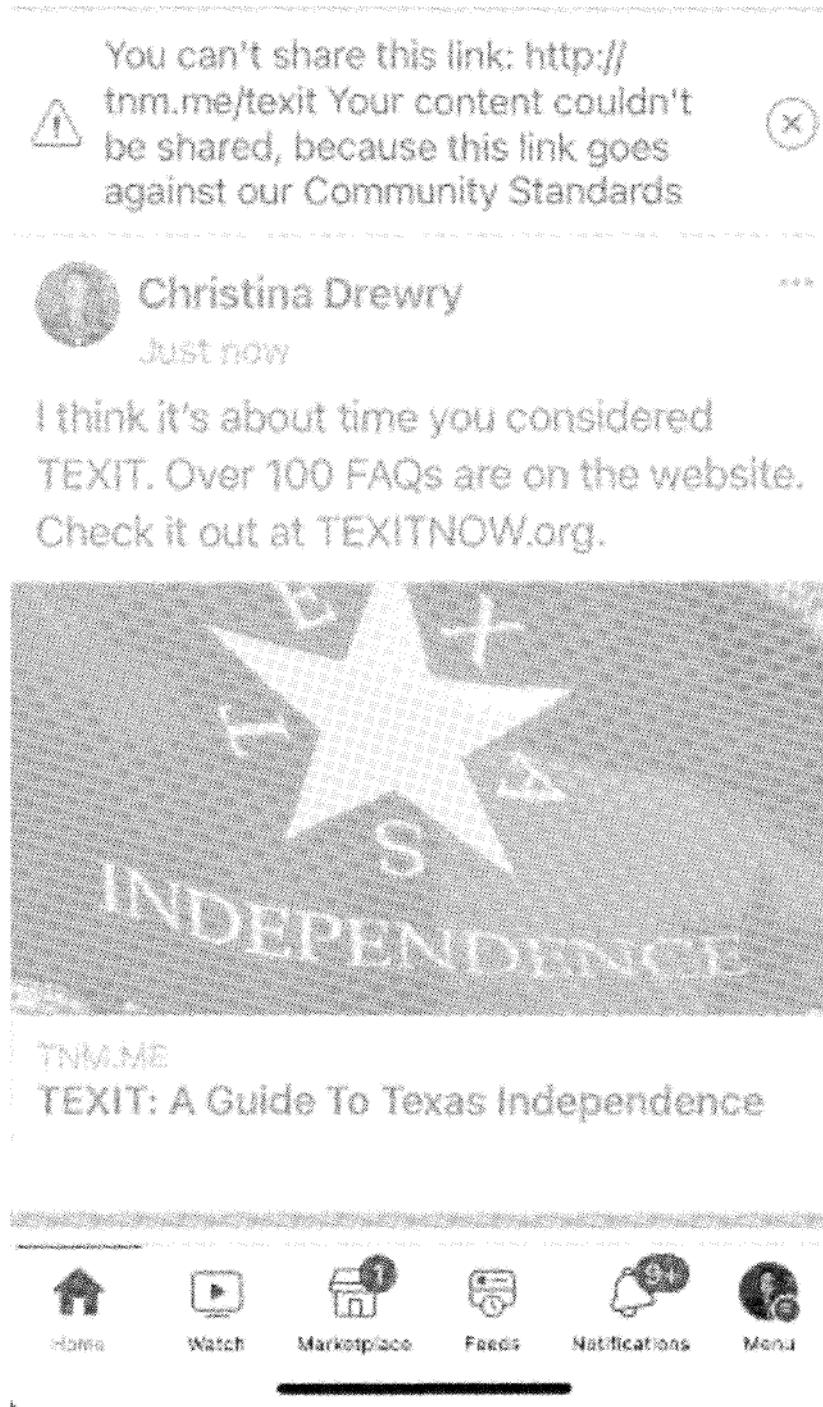 You can't share this link: http://
tnm.me/texit Your content couldn't
be shared, because this link goes
against our Community Standards
Christina Drewry
Just now
I think it's about time you considered
TEXIT. Over 100 FAQs are on the website.
Check it out at TEXITNOW.org.
TEXAS
INDEPENDENCE
TNM.ME
TEXIT: A Guide To Texas Independence
1
9+
Home Watch Marketplace Feeds Notifications Menu